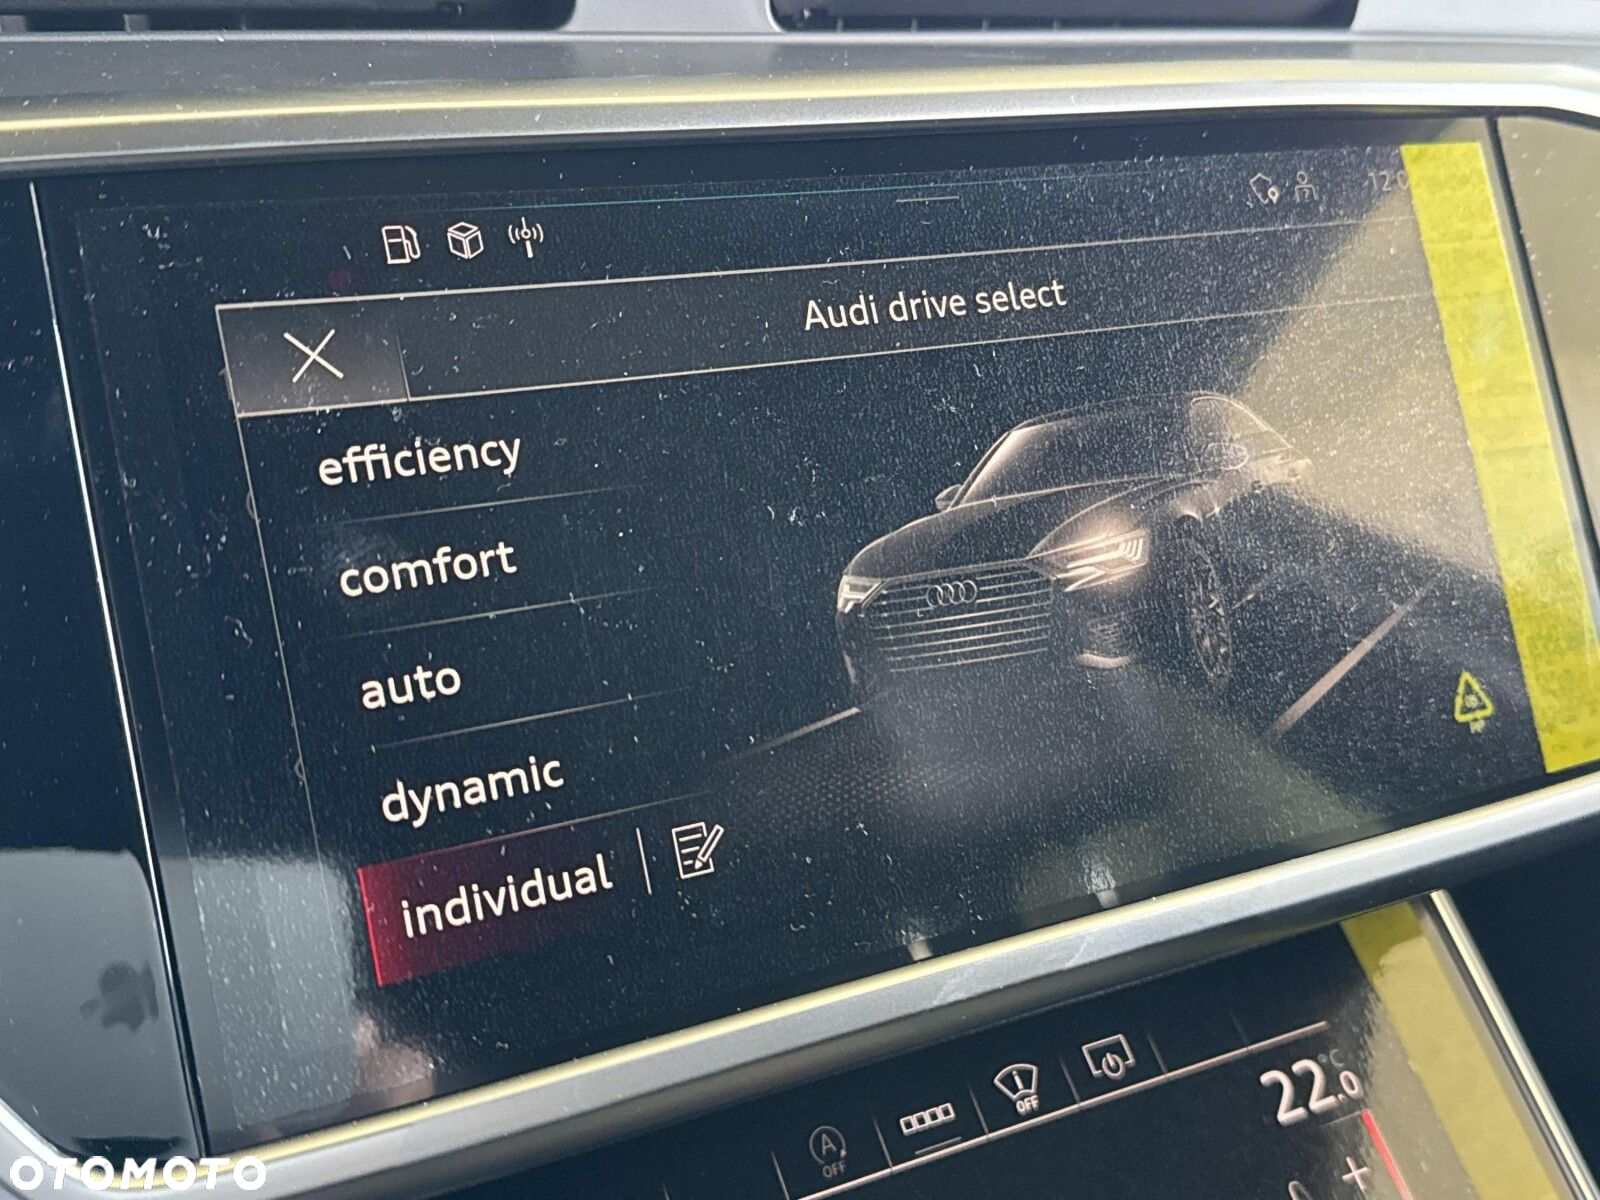 Audi drive select
efficiency
comfort
auto
dynamic
individual
22.0 °C
A
OFF
OFF
OTOMOTO